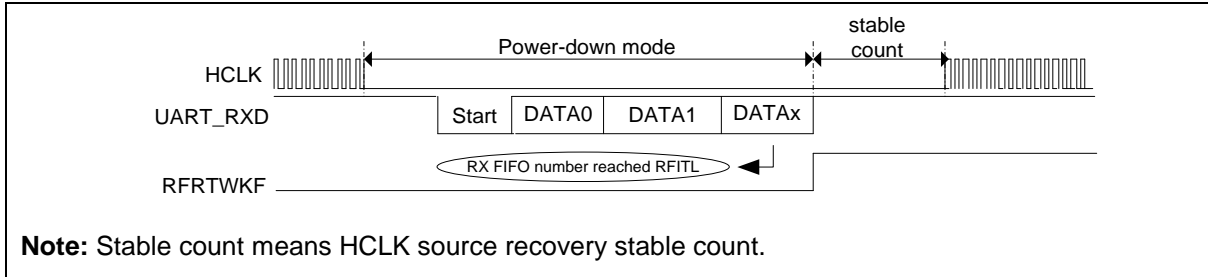 stable
count
Power-down mode
HCLK
UART_RXD
Start DATA0 DATA1 DATAx
RX FIFO number reached RFITL
RFRTWKF
Note: Stable count means HCLK source recovery stable count.